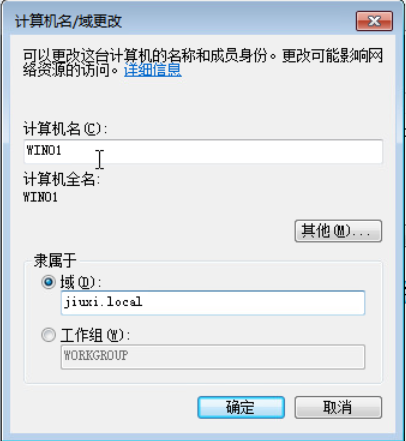 计算机名/域更改
可以更改这台计算机的名称和成员身份。更改可能影响网
络资源的访问。详细信息
计算机名(C):
WIN01
计算机全名:
WIN01
其他(M)...
隶属于
域(D):
jiuxi.local
工作组(W):
WORKGROUP
确定
取消